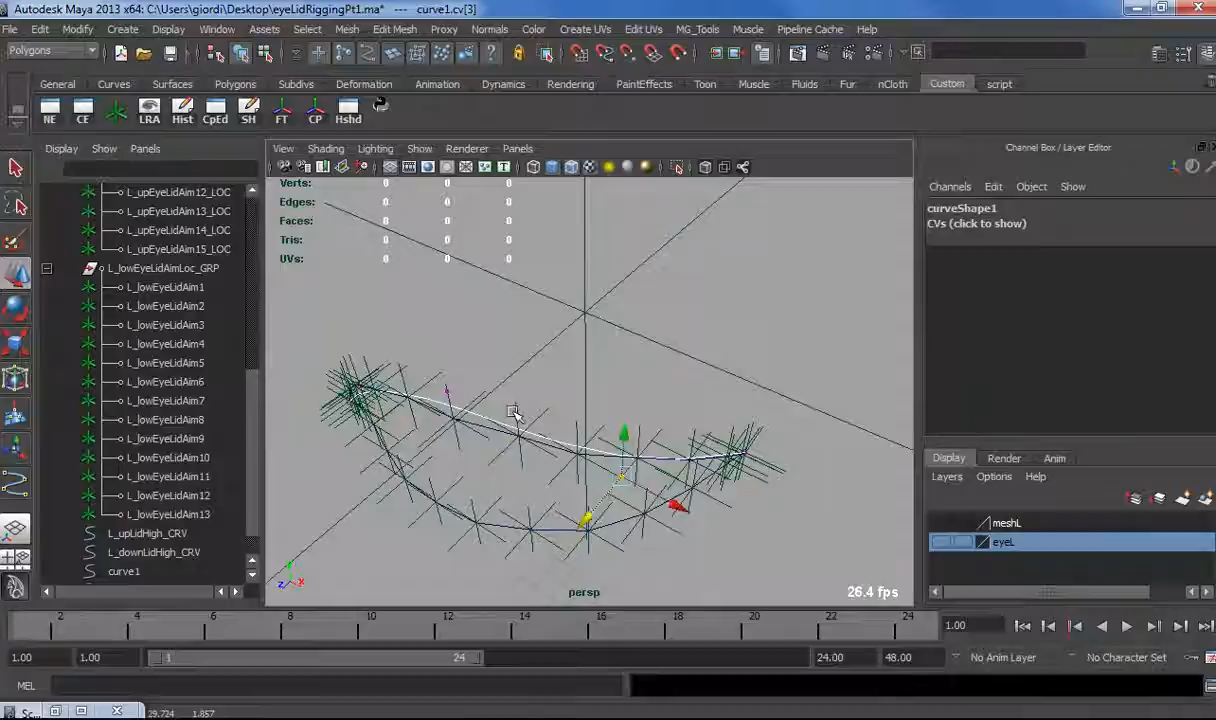 Autodesk Maya 2013 x64: C:\Users\giordi\Desktop\eyeLidRiggingPt1.ma* --- curve1.cv[3]
File Edit Modify Create Display Window Assets Select Mesh Edit Mesh Proxy Normals Color Create UVs Edit UVs MG_Tools Muscle Pipeline Cache Help
Polygons
General Curves Surfaces Polygons Subdivs Deformation Animation Dynamics Rendering PaintEffects Toon Muscle Fluids Fur nCloth Custom script
NE CE LRA Hist CpEd SH FT CP Hshd
Display Show Panels
View Shading Lighting Show Renderer Panels
Channel Box / Layer Editor
Channels Edit Object Show
curveShape1
CVs (click to show)
Verts: 0 0 0
Edges: 0 0 0
Faces: 0 0 0
Tris: 0 0 0
UVs: 0 0 0
L_upEyeLidAim12_LOC
L_upEyeLidAim13_LOC
L_upEyeLidAim14_LOC
L_upEyeLidAim15_LOC
L_lowEyeLidAimLoc_GRP
L_lowEyeLidAim1
L_lowEyeLidAim2
L_lowEyeLidAim3
L_lowEyeLidAim4
L_lowEyeLidAim5
L_lowEyeLidAim6
L_lowEyeLidAim7
L_lowEyeLidAim8
L_lowEyeLidAim9
L_lowEyeLidAim10
L_lowEyeLidAim11
L_lowEyeLidAim12
L_lowEyeLidAim13
L_upLidHigh_CRV
L_downLidHigh_CRV
curve1
z x
persp
26.4 fps
Display Render Anim
Layers Options Help
meshL
eyeL
2 4 6 8 10 12 14 16 18 20 22 24
1.00
1.00 1.00 1 24 24.00 48.00 No Anim Layer No Character Set
MEL
Sc... 29.724 1.857